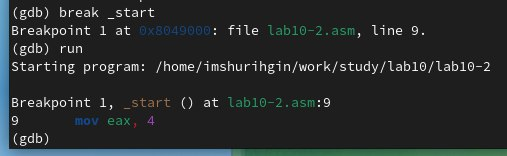 (gdb) break _start
Breakpoint 1 at 0x8049000: file lab10-2.asm, line 9.
(gdb) run
Starting program: /home/imshurihgin/work/study/lab10/lab10-2
Breakpoint 1, _start () at lab10-2.asm:9
9 mov eax, 4
(gdb)